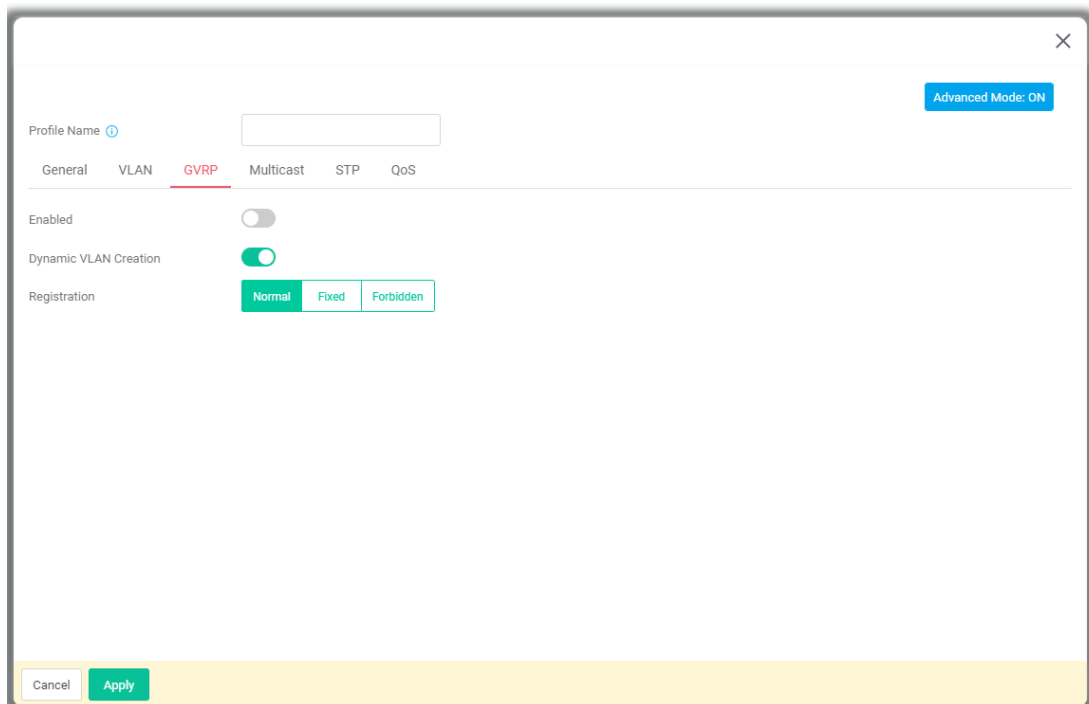 Advanced Mode: ON
Profile Name
General VLAN GVRP Multicast STP QoS
Enabled
Dynamic VLAN Creation
Registration Normal Fixed Forbidden
Cancel Apply